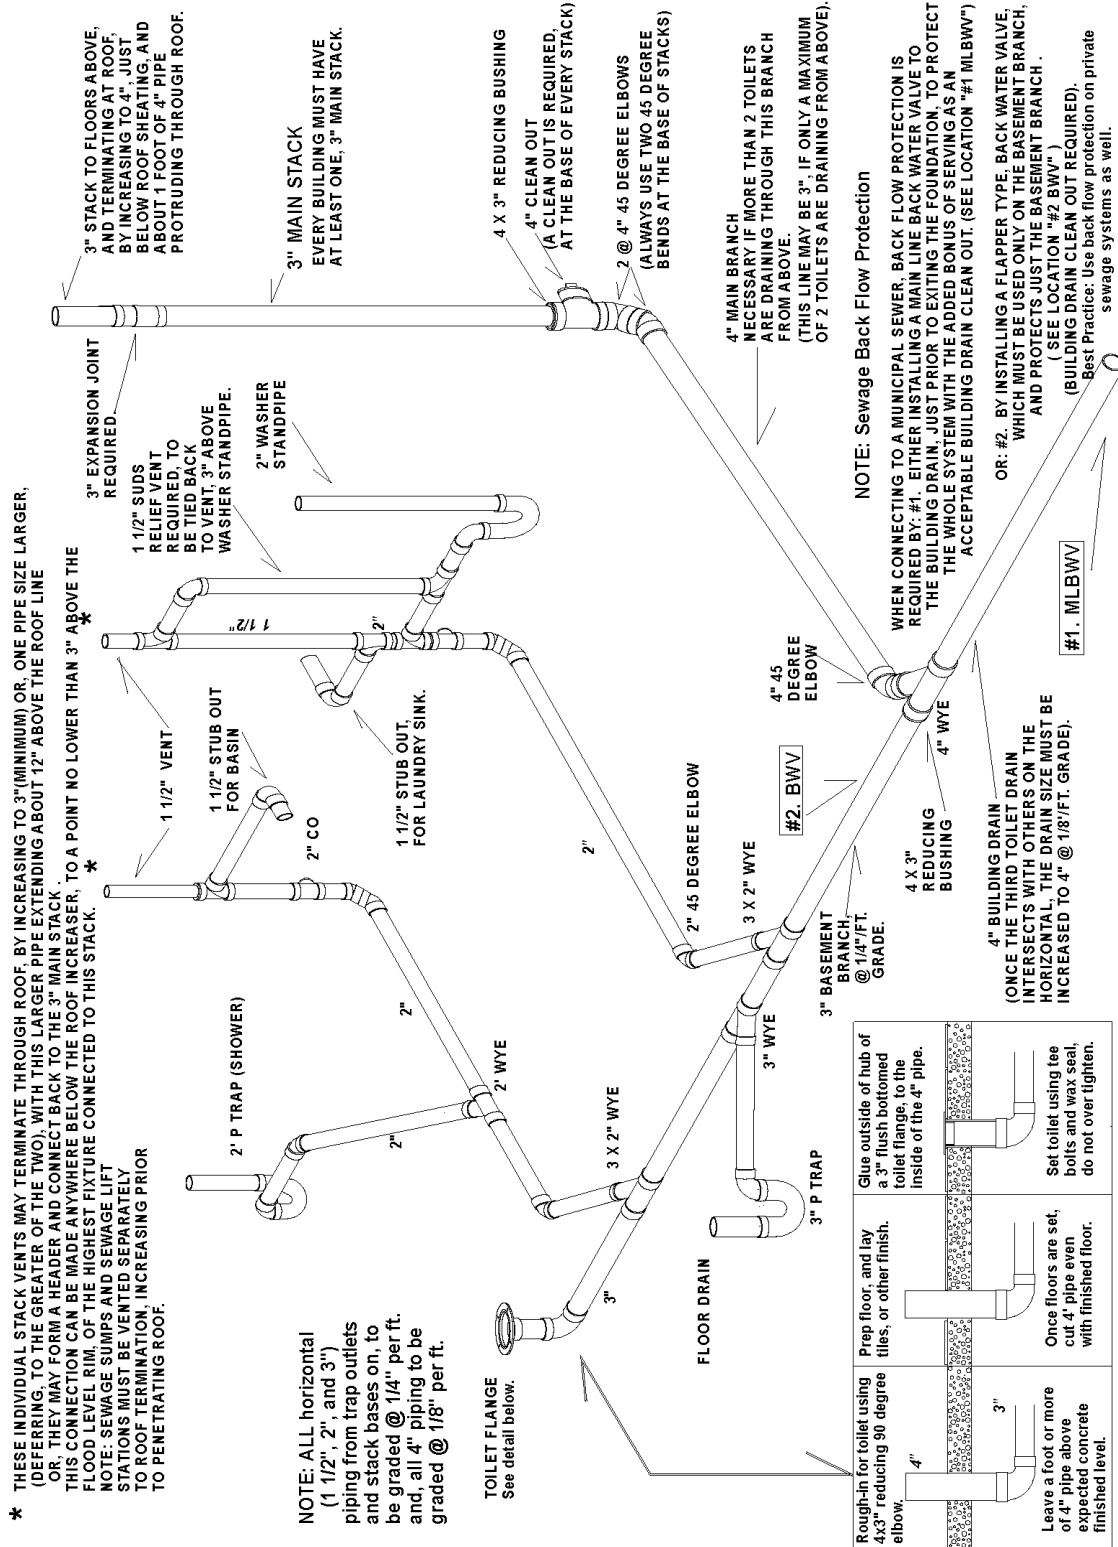 * THESE INDIVIDUAL STACK VENTS MAY TERMINATE THROUGH ROOF, BY INCREASING TO 3"(MINIMUM) OR, ONE PIPE SIZE LARGER,
(DEFERRING, TO THE GREATER OF THE TWO), WITH THIS LARGER PIPE EXTENDING ABOUT 12" ABOVE THE ROOF LINE
OR, THEY MAY FORM A HEADER AND CONNECT BACK TO THE 3" MAIN STACK .
THIS CONNECTION CAN BE MADE ANYWHERE BELOW THE ROOF INCREASER, TO A POINT NO LOWER THAN 3" ABOVE THE
FLOOD LEVEL RIM, OF THE HIGHEST FIXTURE CONNECTED TO THIS STACK.
NOTE: SEWAGE SUMPS AND SEWAGE LIFT
STATIONS MUST BE VENTED SEPARATELY
TO ROOF TERMINATION, INCREASING PRIOR
TO PENETRATING ROOF.
3" STACK TO FLOORS ABOVE,
AND TERMINATING AT ROOF,
BY INCREASING TO 4", JUST
BELOW ROOF SHEATING, AND
ABOUT 1 FOOT OF 4" PIPE
PROTRUDING THROUGH ROOF.
3" EXPANSION JOINT
REQUIRED.
3" MAIN STACK
EVERY BUILDING MUST HAVE
AT LEAST ONE, 3" MAIN STACK.
*
*
1 1/2" VENT
1 1/2" SUDS
RELIEF VENT
REQUIRED, TO
BE TIED BACK
TO VENT, 3" ABOVE
WASHER STANDPIPE.
2" WASHER
STANDPIPE
1 1/2"
2"
1 1/2" STUB OUT
FOR BASIN
2" CO
1 1/2" STUB OUT,
FOR LAUNDRY SINK.
2' P TRAP (SHOWER)
2"
2"
2' WYE
2"
4 X 3" REDUCING BUSHING
4" CLEAN OUT
(A CLEAN OUT IS REQUIRED,
AT THE BASE OF EVERY STACK)
2 @ 4" 45 DEGREE ELBOWS
(ALWAYS USE TWO 45 DEGREE
BENDS AT THE BASE OF STACKS)
4" MAIN BRANCH
NECESSARY IF MORE THAN 2 TOILETS
ARE DRAINING THROUGH THIS BRANCH
FROM ABOVE.
(THIS LINE MAY BE 3", IF ONLY A MAXIMUM
OF 2 TOILETS ARE DRAINING FROM ABOVE).
NOTE: ALL horizontal
(1 1/2", 2", and 3")
piping from trap outlets
and stack bases on, to
be graded @ 1/4" per ft.
and, all 4" piping to be
graded @ 1/8" per ft.
TOILET FLANGE
See detail below.
3"
3 X 2" WYE
FLOOR DRAIN
3" P TRAP
3" WYE
2" 45 DEGREE ELBOW
3 X 2" WYE
3" BASEMENT
BRANCH,
@ 1/4"/FT.
GRADE.
#2. BWV
4" 45
DEGREE
ELBOW
4" WYE
4 X 3"
REDUCING
BUSHING
4" BUILDING DRAIN
(ONCE THE THIRD TOILET DRAIN
INTERSECTS WITH OTHERS ON THE
HORIZONTAL, THE DRAIN SIZE MUST BE
INCREASED TO 4" @ 1/8'/FT. GRADE).
#1. MLBWV
NOTE: Sewage Back Flow Protection
WHEN CONNECTING TO A MUNICIPAL SEWER, BACK FLOW PROTECTION IS
REQUIRED BY: #1. EITHER INSTALLING A MAIN LINE BACK WATER VALVE TO
THE BUILDING DRAIN, JUST PRIOR TO EXITING THE FOUNDATION, TO PROTECT
THE WHOLE SYSTEM WITH THE ADDED BONUS OF SERVING AS AN
ACCEPTABLE BUILDING DRAIN CLEAN OUT. (SEE LOCATION "#1 MLBWV")
OR: #2. BY INSTALLING A FLAPPER TYPE, BACK WATER VALVE,
WHICH MUST BE USED ONLY ON THE BASEMENT BRANCH,
AND PROTECTS JUST THE BASEMENT BRANCH .
( SEE LOCATION "#2 BWV" )
(BUILDING DRAIN CLEAN OUT REQUIRED).
Best Practice: Use back flow protection on private
sewage systems as well.
Rough-in for toilet using
4x3" reducing 90 degree
elbow.
4"
3"
Leave a foot or more
of 4" pipe above
expected concrete
finished level.
Prep floor, and lay
tiles, or other finish.
Once floors are set,
cut 4' pipe even
with finished floor.
Glue outside of hub of
a 3" flush bottomed
toilet flange, to the
inside of the 4" pipe.
Set toilet using tee
bolts and wax seal,
do not over tighten.